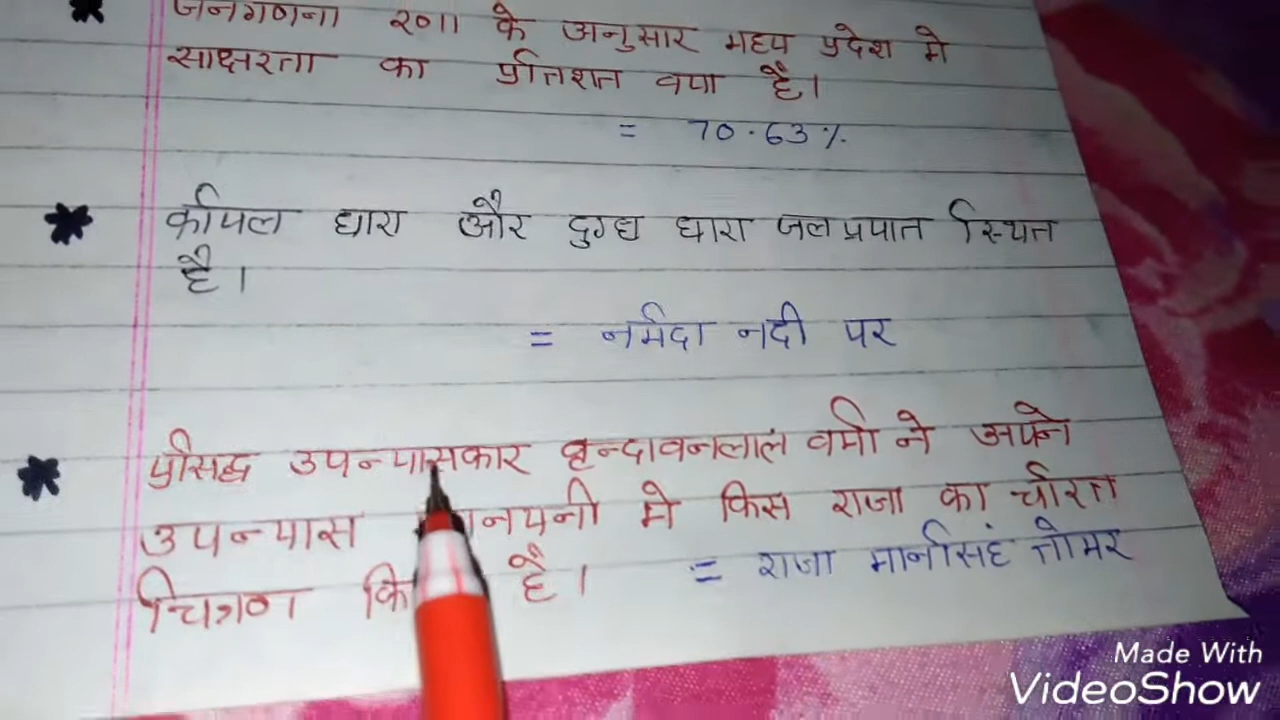 जनगणना २०११ के अनुसार मध्य प्रदेश मे
साक्षरता का प्रतिशत क्या है।
= 70.63%
कपिल धारा और दुग्ध धारा जलप्रपात स्थित
है।
= नर्मदा नदी पर
प्रसिद्ध उपन्यासकार वृन्दावनलाल वर्मा ने अपने
उपन्यास नयनी मे किस राजा का चरित्र
चित्रण कि है। = राजा मानसिंह तोमर
Made With
VideoShow